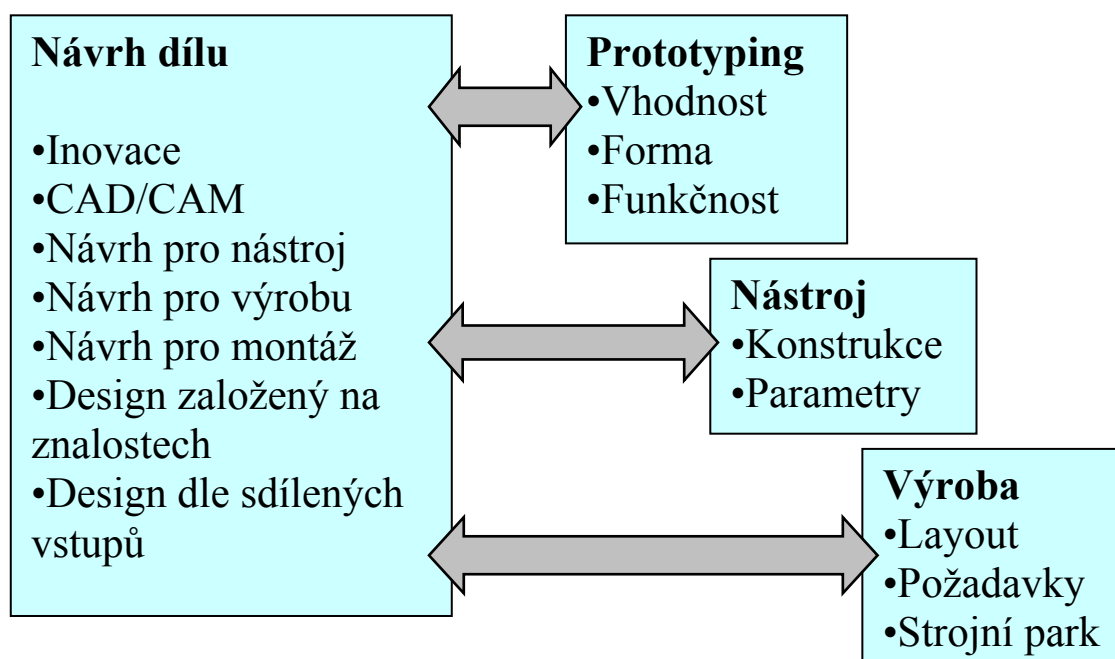 Návrh dílu
•Inovace
•CAD/CAM
•Návrh pro nástroj
•Návrh pro výrobu
•Návrh pro montáž
•Design založený na
znalostech
•Design dle sdílených
vstupů
Prototyping
•Vhodnost
•Forma
•Funkčnost
Nástroj
•Konstrukce
•Parametry
Výroba
•Layout
•Požadavky
•Strojní park